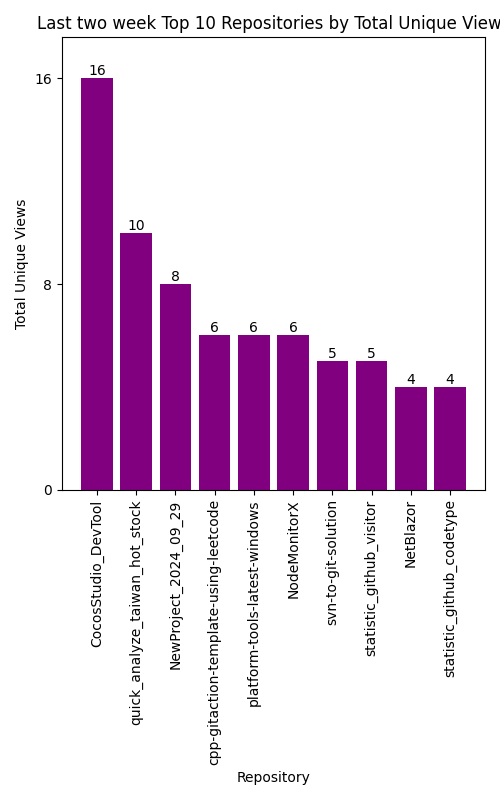 Last two week Top 10 Repositories by Total Unique View
16
10
8
6
6
6
5
5
4
4
16
8
0
Total Unique Views
CocosStudio_DevTool
quick_analyze_taiwan_hot_stock
NewProject_2024_09_29
cpp-gitaction-template-using-leetcode
platform-tools-latest-windows
NodeMonitorX
svn-to-git-solution
statistic_github_visitor
NetBlazor
statistic_github_codetype
Repository